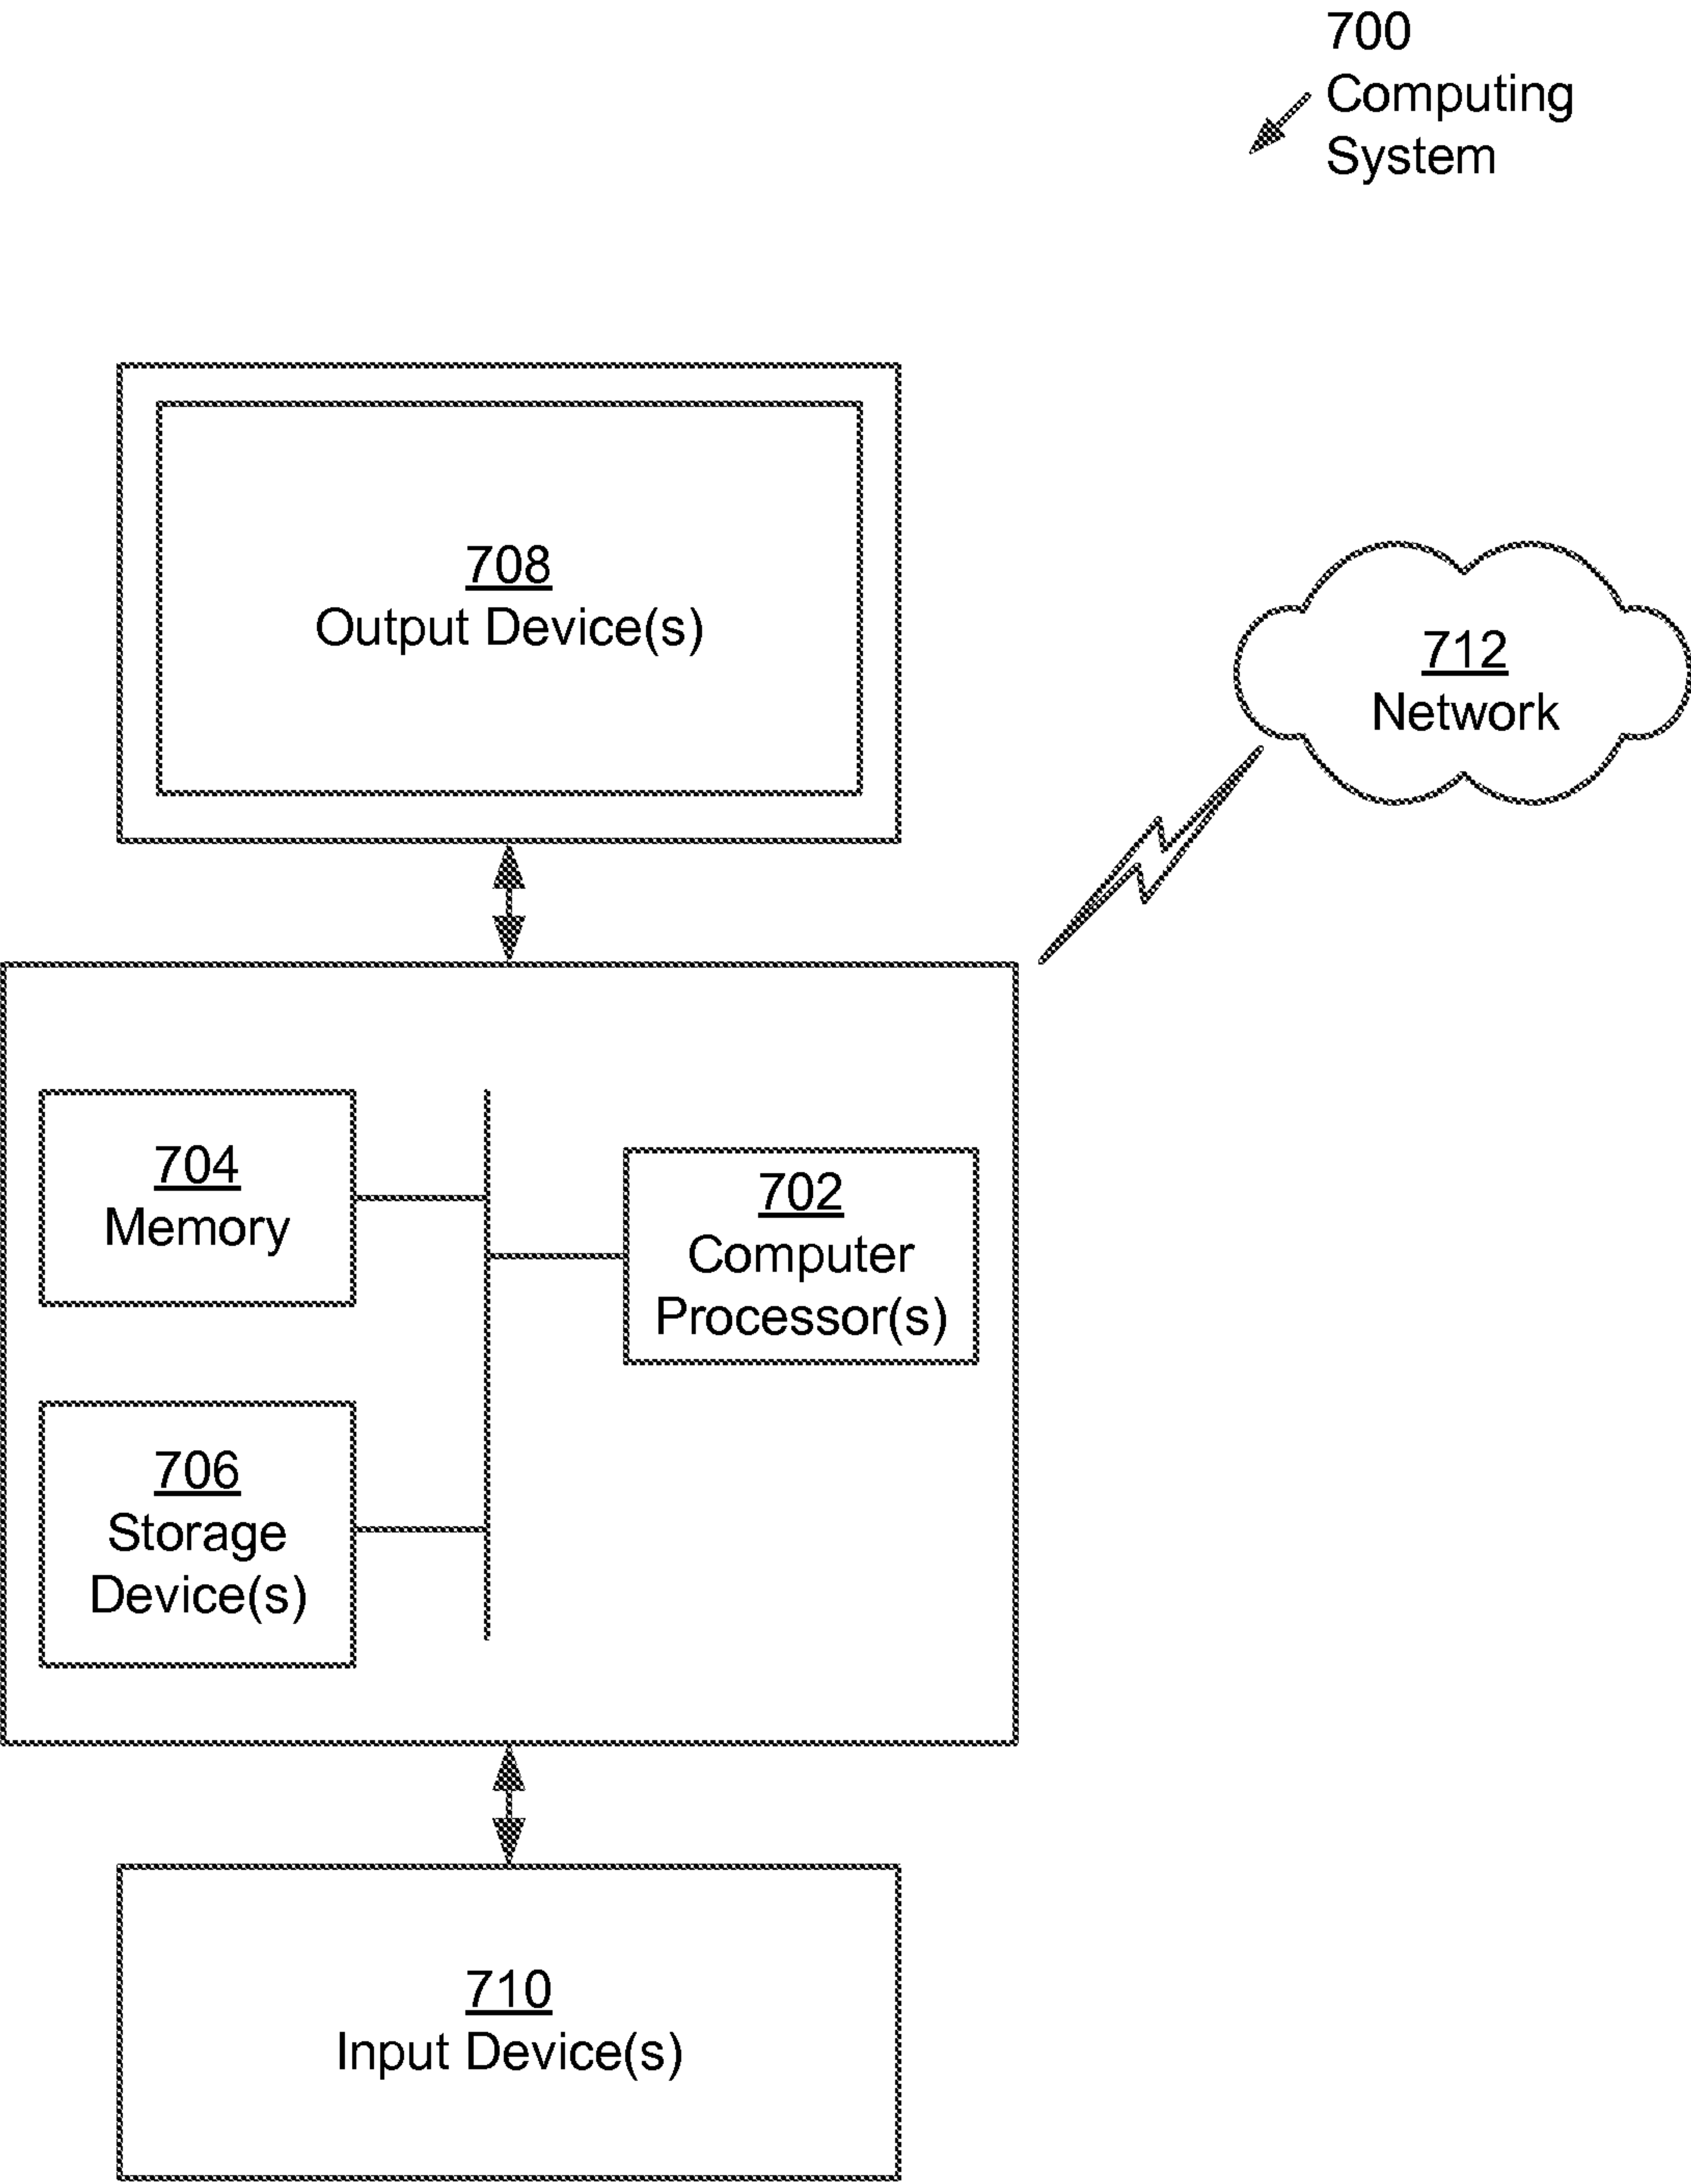 700
Computing
System
708
Output Device(s)
712
Network
704
Memory
702
Computer
Processor(s)
706
Storage
Device(s)
710
Input Device(s)